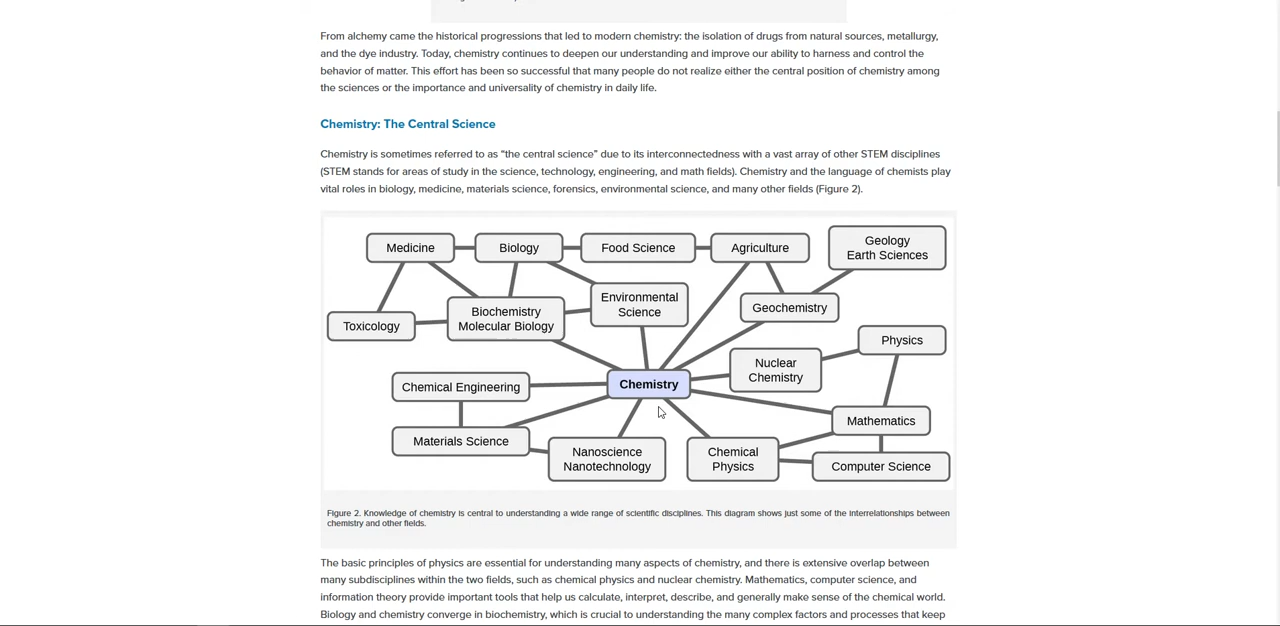 From alchemy came the historical progressions that led to modern chemistry: the isolation of drugs from natural sources, metallurgy,
and the dye industry. Today, chemistry continues to deepen our understanding and improve our ability to harness and control the
behavior of matter. This effort has been so successful that many people do not realize either the central position of chemistry among
the sciences or the importance and universality of chemistry in daily life.
Chemistry: The Central Science
Chemistry is sometimes referred to as “the central science” due to its interconnectedness with a vast array of other STEM disciplines
(STEM stands for areas of study in the science, technology, engineering, and math fields). Chemistry and the language of chemists play
vital roles in biology, medicine, materials science, forensics, environmental science, and many other fields (Figure 2).
Medicine
Biology
Food Science
Agriculture
Geology
Earth Sciences
Environmental
Science
Biochemistry
Molecular Biology
Geochemistry
Toxicology
Physics
Nuclear
Chemistry
Chemistry
Chemical Engineering
Mathematics
Materials Science
Nanoscience
Nanotechnology
Chemical
Physics
Computer Science
Figure 2. Knowledge of chemistry is central to understanding a wide range of scientific disciplines. This diagram shows just some of the interrelationships between
chemistry and other fields.
The basic principles of physics are essential for understanding many aspects of chemistry, and there is extensive overlap between
many subdisciplines within the two fields, such as chemical physics and nuclear chemistry. Mathematics, computer science, and
information theory provide important tools that help us calculate, interpret, describe, and generally make sense of the chemical world.
Biology and chemistry converge in biochemistry, which is crucial to understanding the many complex factors and processes that keep